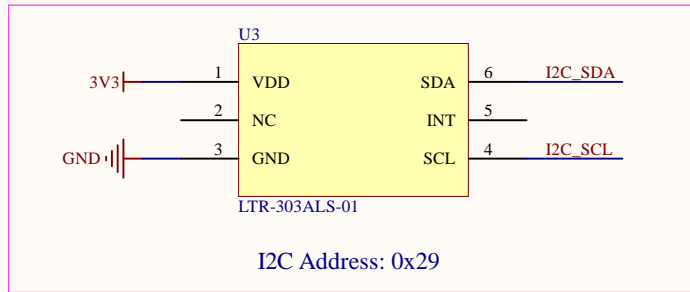 U3
3V3 1 VDD SDA 6 I2C_SDA
2 NC INT 5
GND 3 GND SCL 4 I2C_SCL
LTR-303ALS-01
I2C Address: 0x29